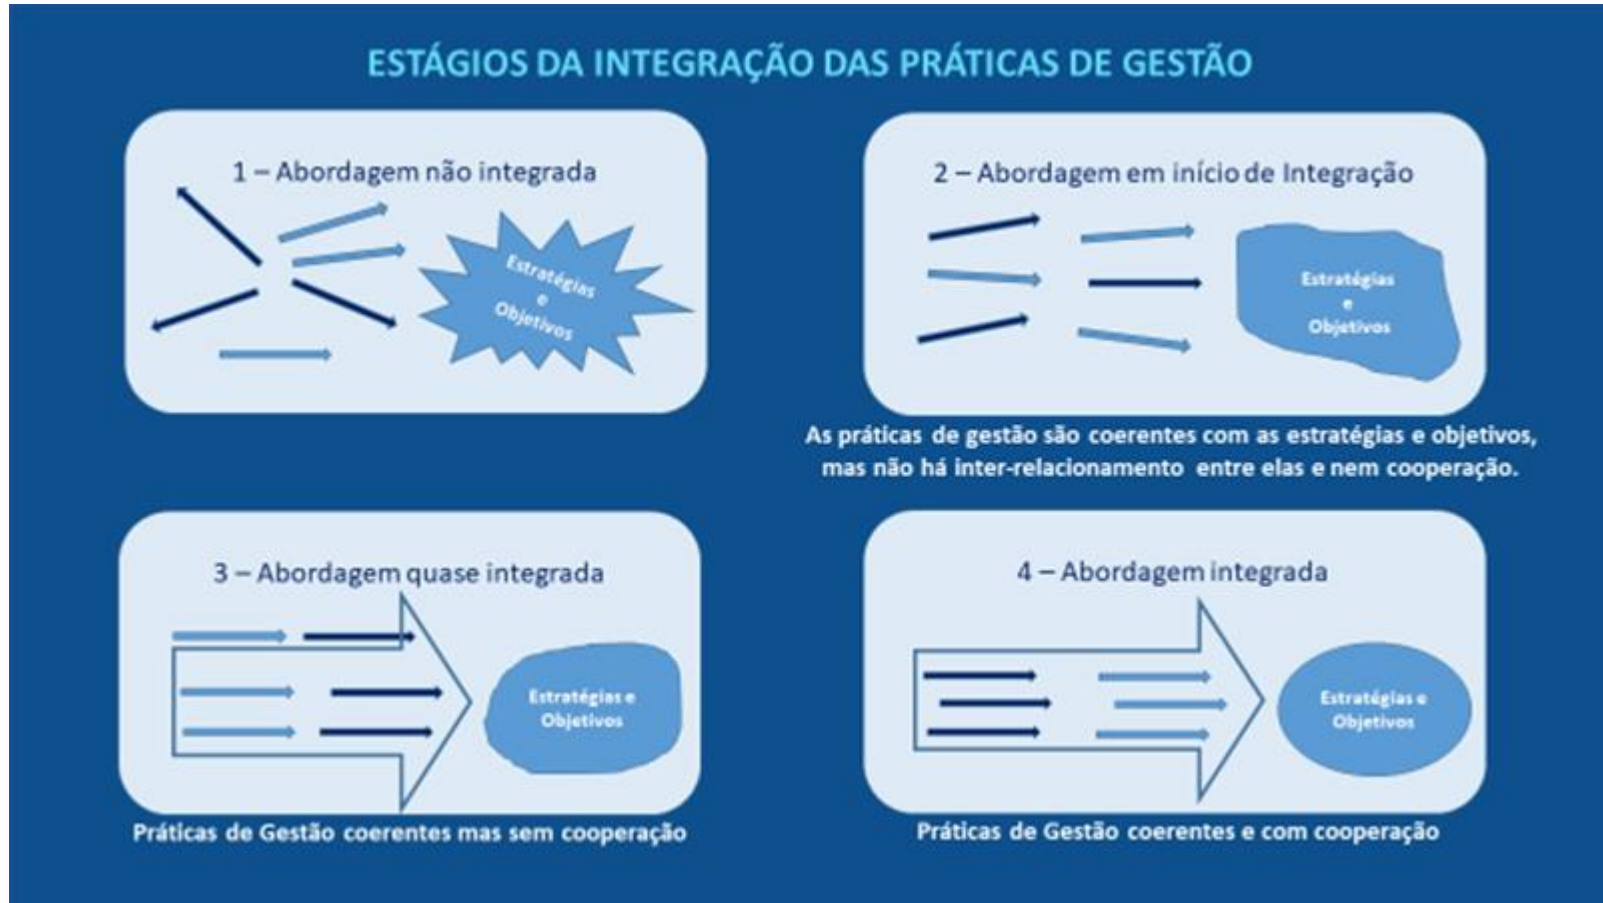 ESTÁGIOS DA INTEGRAÇÃO DAS PRÁTICAS DE GESTÃO
1 – Abordagem não integrada
Estratégias
e
Objetivos
2 – Abordagem em início de Integração
Estratégias
e
Objetivos
As práticas de gestão são coerentes com as estratégias e objetivos,
mas não há inter-relacionamento entre elas e nem cooperação.
3 – Abordagem quase integrada
Estratégias e
Objetivos
Práticas de Gestão coerentes mas sem cooperação
4 – Abordagem integrada
Estratégias e
Objetivos
Práticas de Gestão coerentes e com cooperação